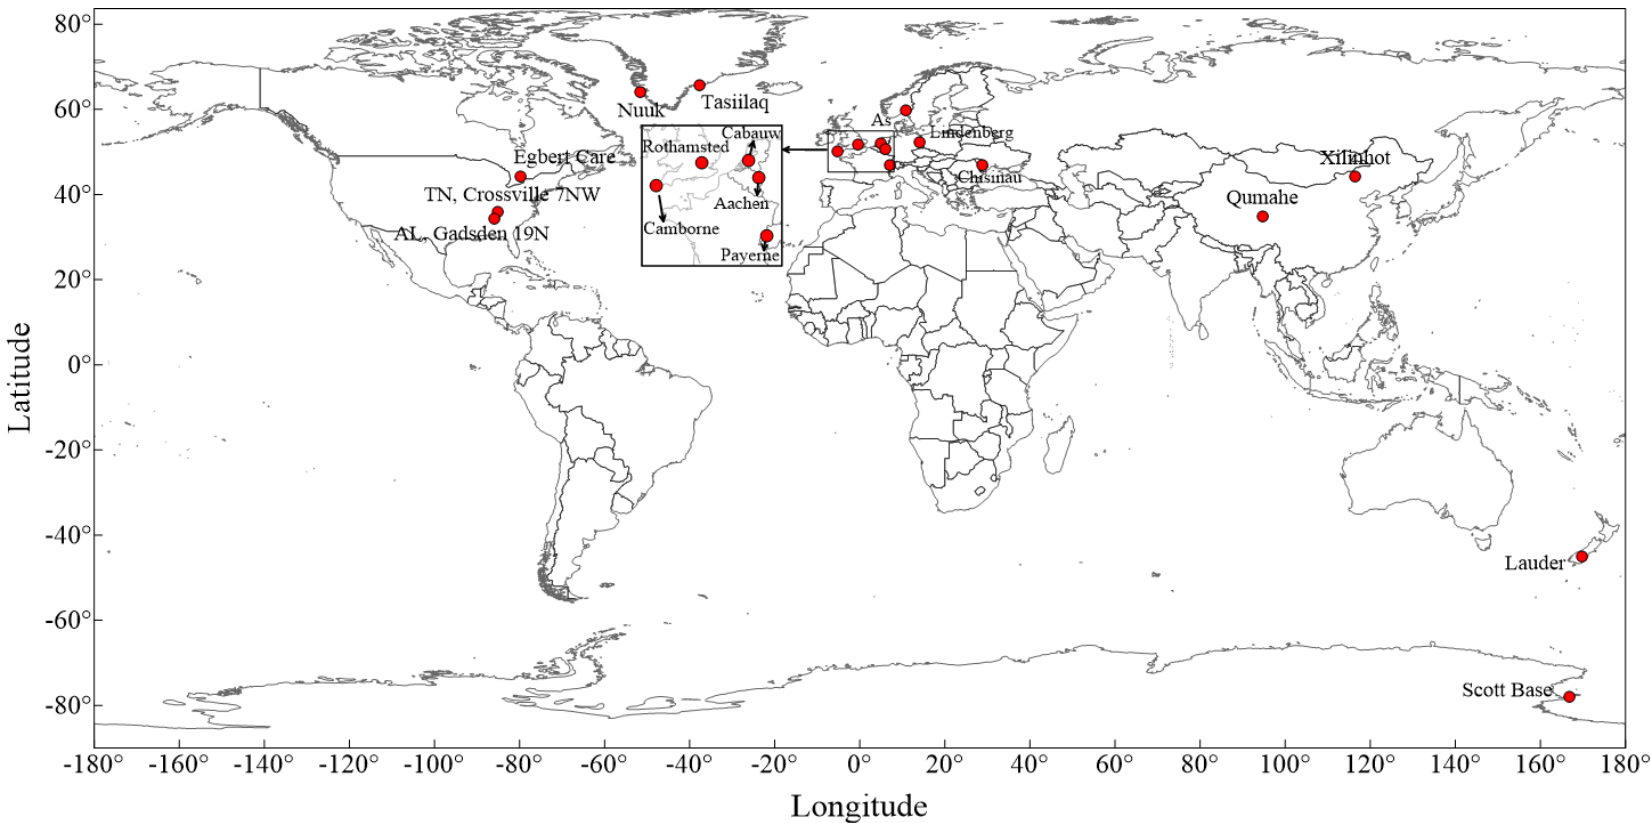 80°
60°
40°
20°
0°
-20°
-40°
-60°
-80°
Latitude
Nuuk
Tasiilaq
As
Lindenberg
Chisinau
Egbert Care
TN, Crossville 7NW
AL, Gadsden 19N
Cabauw
Rothamsted
Aachen
Camborne
Payerne
Xilinhot
Qumahe
Lauder
Scott Base
-180° -160° -140° -120° -100° -80° -60° -40° -20° 0° 20° 40° 60° 80° 100° 120° 140° 160° 180°
Longitude